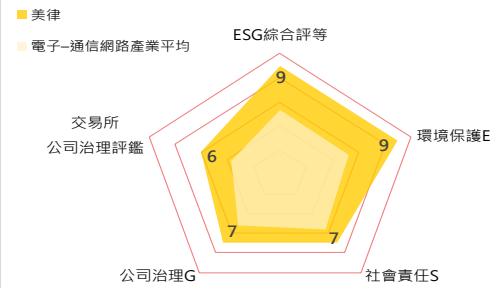 美律
電子–通信網路產業平均
ESG綜合評等
9
環境保護E
9
交易所
公司治理評鑑
6
7
7
公司治理G
社會責任S